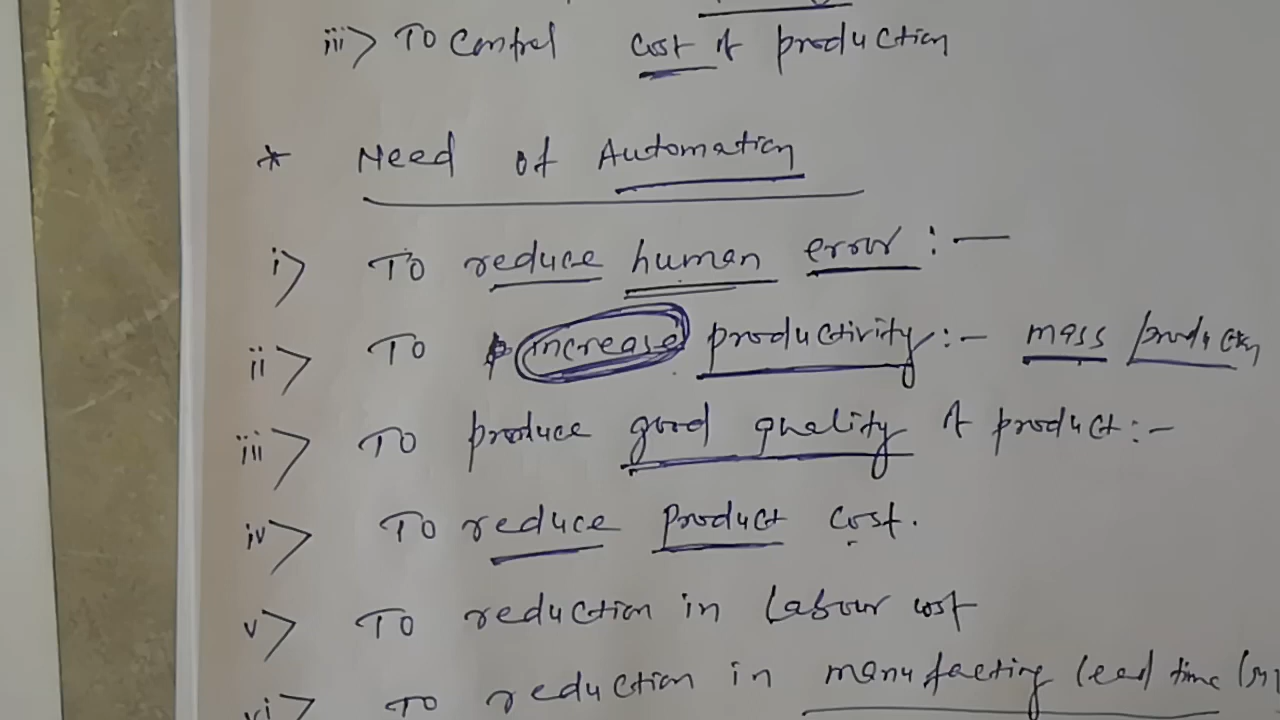 iii> To Control cost of production
* Need of Automation
i> To reduce human error :—
ii> To increase productivity :- mass production
iii> To produce good quality of product :-
iv> To reduce product cost.
v> To reduction in labour cost
vi> To reduction in manufacting lead time